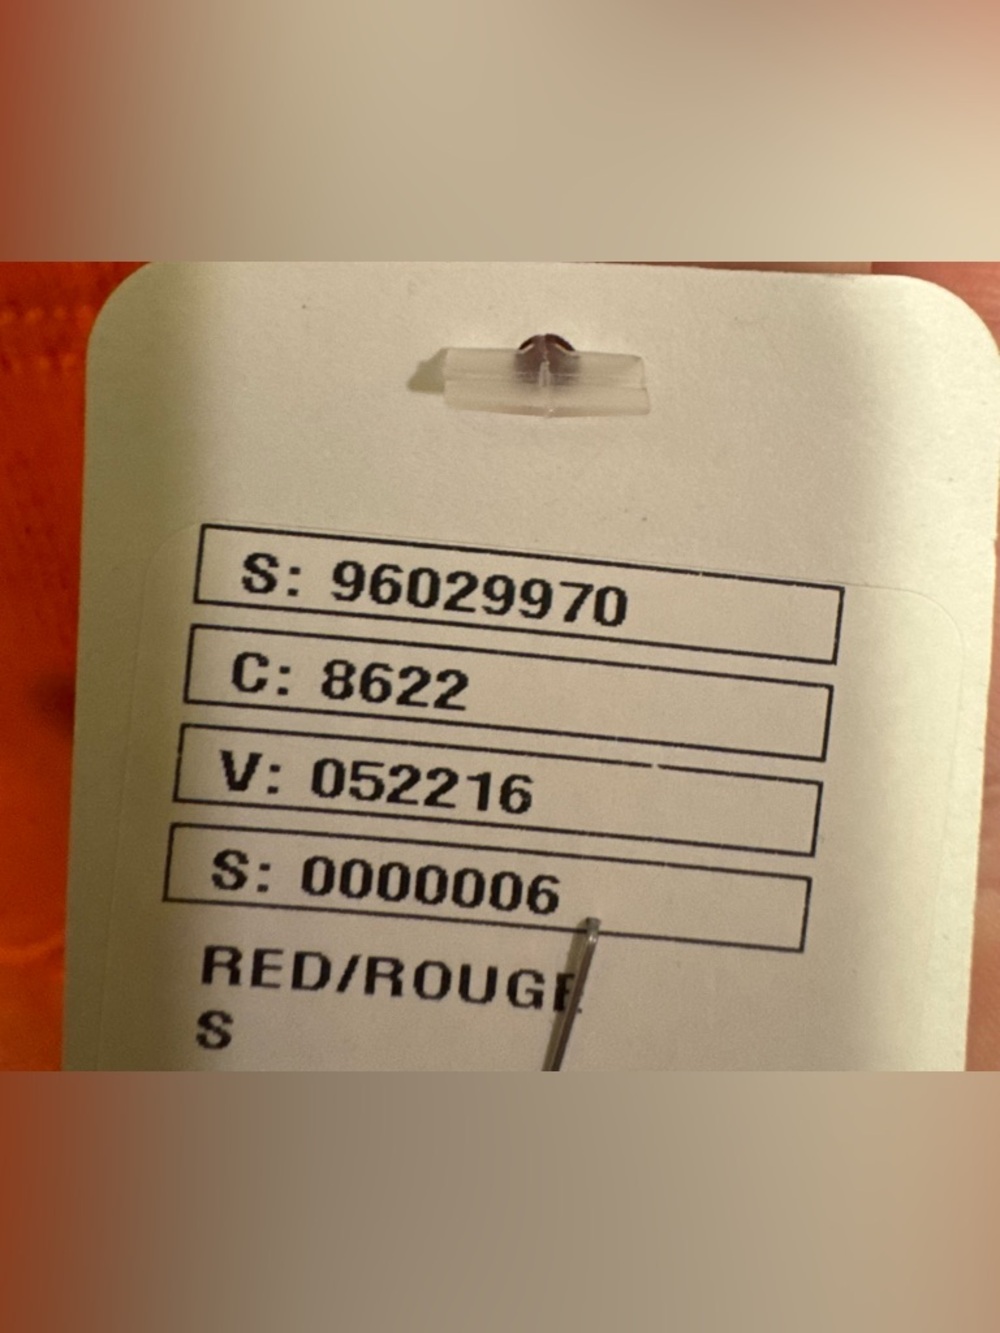 S: 96029970
C: 8622
V: 052216
S: 0000006
RED/ROUGE
S